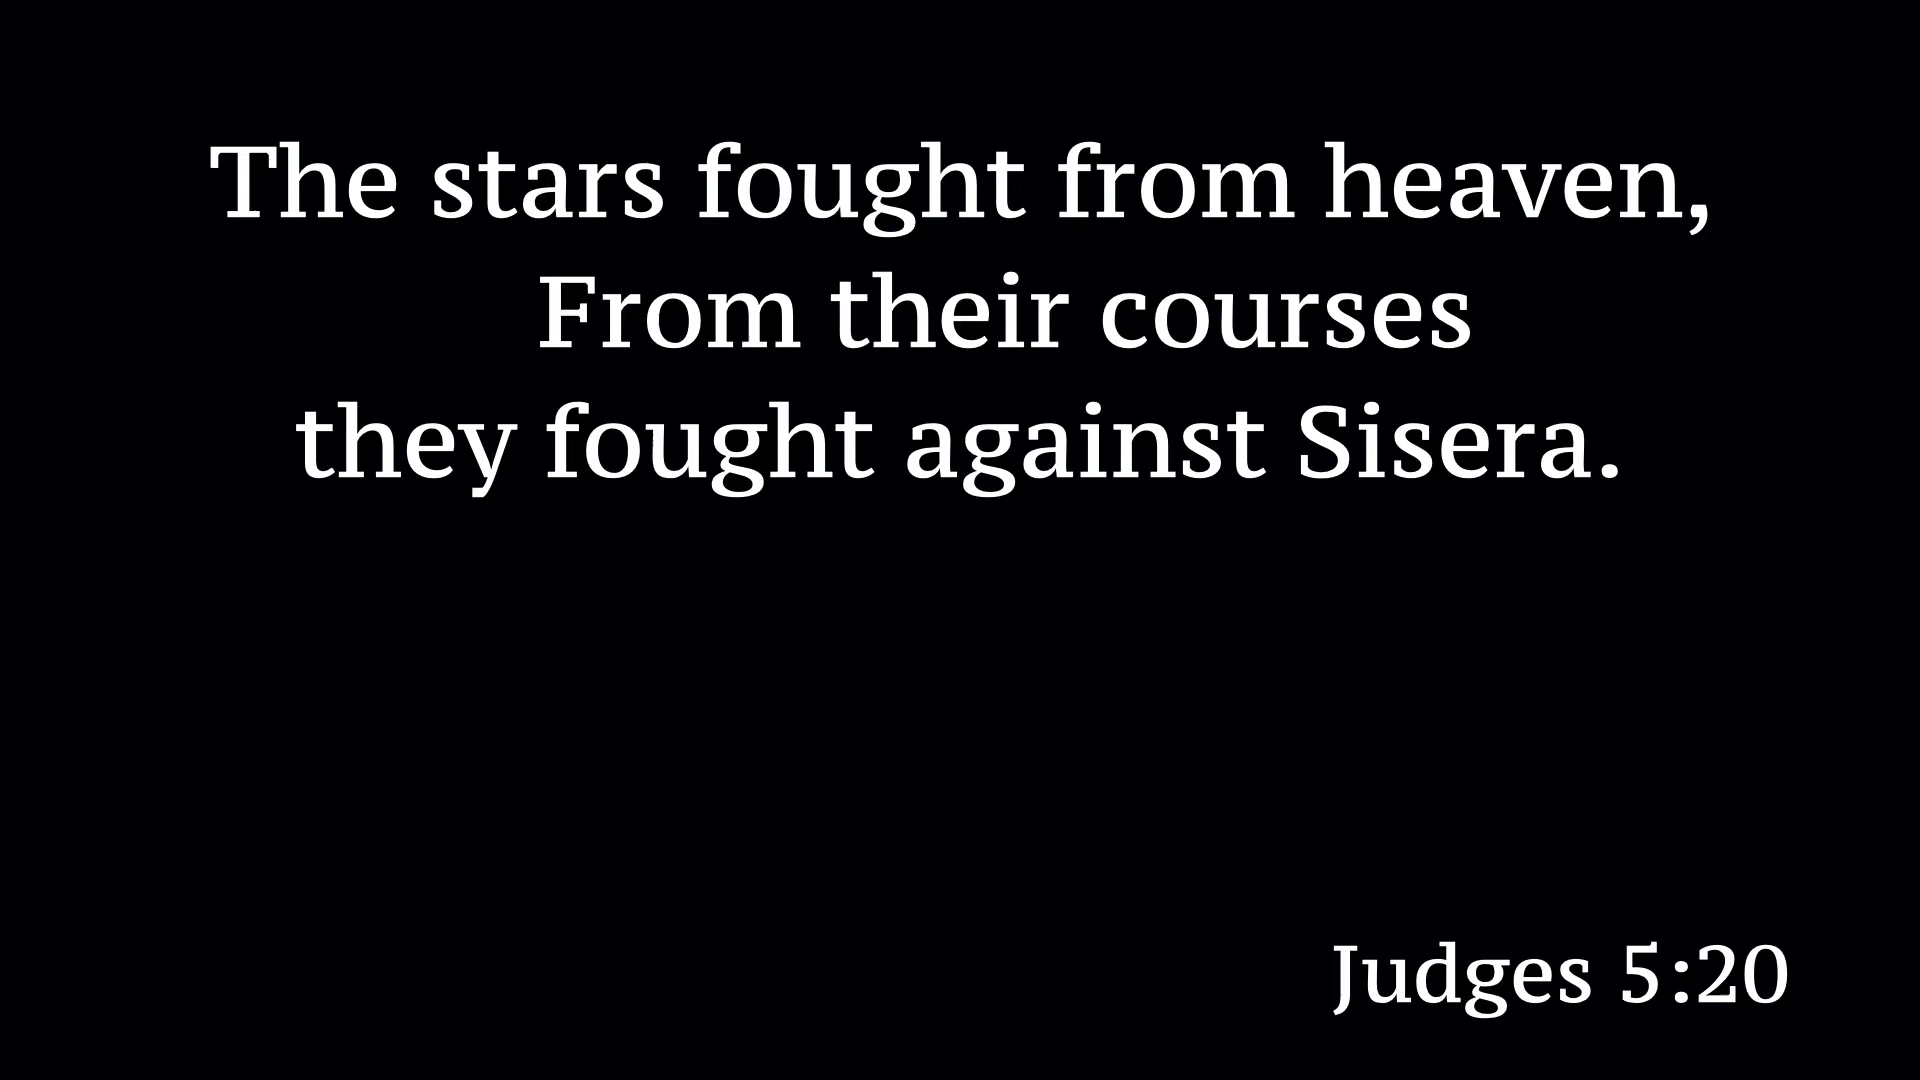 The stars fought from heaven,
From their courses
they fought against Sisera.
Judges 5:20